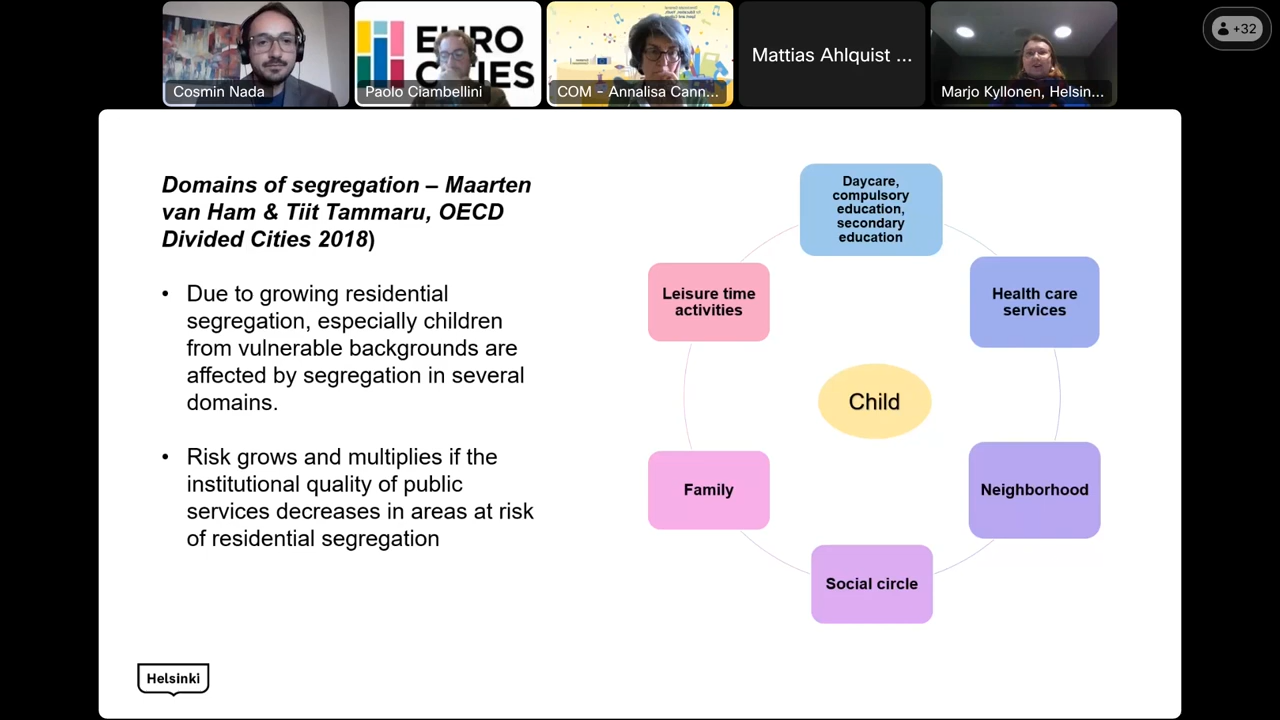 EURO
CITIES
Cosmin Nada
Paolo Ciambellini
COM - Annalisa Cann...
Mattias Ahlquist ...
Marjo Kyllonen, Helsin...
+32
Domains of segregation – Maarten
van Ham & Tiit Tammaru, OECD
Divided Cities 2018)
• Due to growing residential
segregation, especially children
from vulnerable backgrounds are
affected by segregation in several
domains.
• Risk grows and multiplies if the
institutional quality of public
services decreases in areas at risk
of residential segregation
Daycare,
compulsory
education,
secondary
education
Health care
services
Neighborhood
Social circle
Family
Leisure time
activities
Child
Helsinki